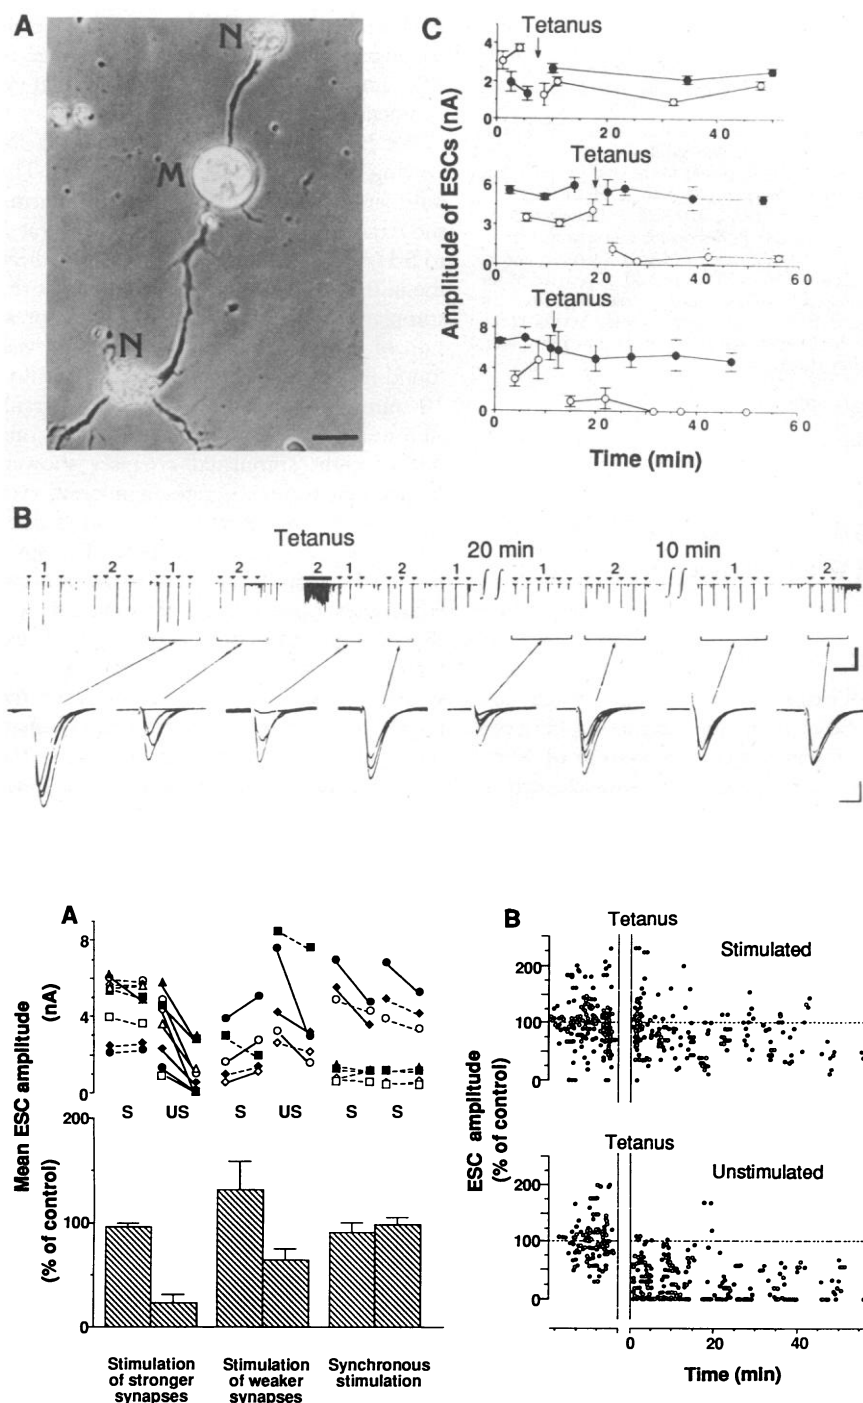 A
N
M
N
C
Amplitude of ESCs (nA)
Tetanus
4
2
0
0
20
40
60
Tetanus
6
3
0
0
20
40
60
Tetanus
8
4
0
0
20
40
60
Time (min)
B
Tetanus
20 min
10 min
1 2 1 2 2 1 2 1 1 2 1 2
A
Mean ESC amplitude
(nA)
(% of control)
8
4
0
S US S US S S
200
100
0
Stimulation
of stronger
synapses
Stimulation
of weaker
synapses
Synchronous
stimulation
B
ESC amplitude
(% of control)
Tetanus
Stimulated
200
100
0
Tetanus
Unstimulated
200
100
0
0
20
40
Time (min)